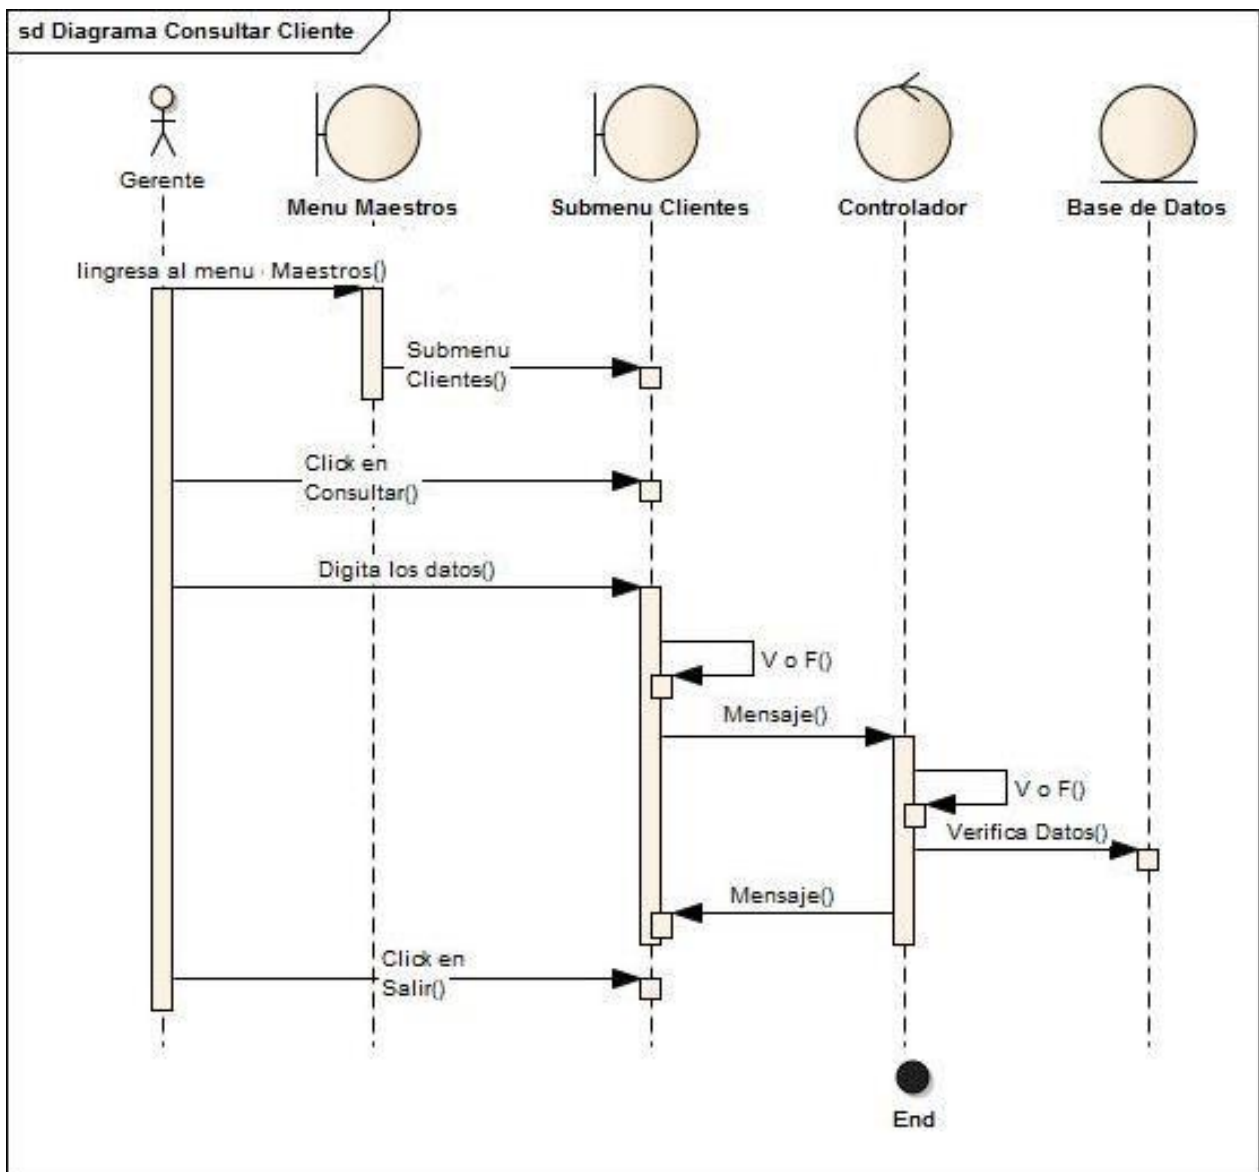 sd Diagrama Consultar Cliente
Gerente
Menu Maestros
Submenu Clientes
Controlador
Base de Datos
Iingresa al menu Maestros()
Submenu
Clientes()
Click en
Consultar()
Digita los datos()
V o F()
Mensaje()
V o F()
Verifica Datos()
Mensaje()
Click en
Salir()
End